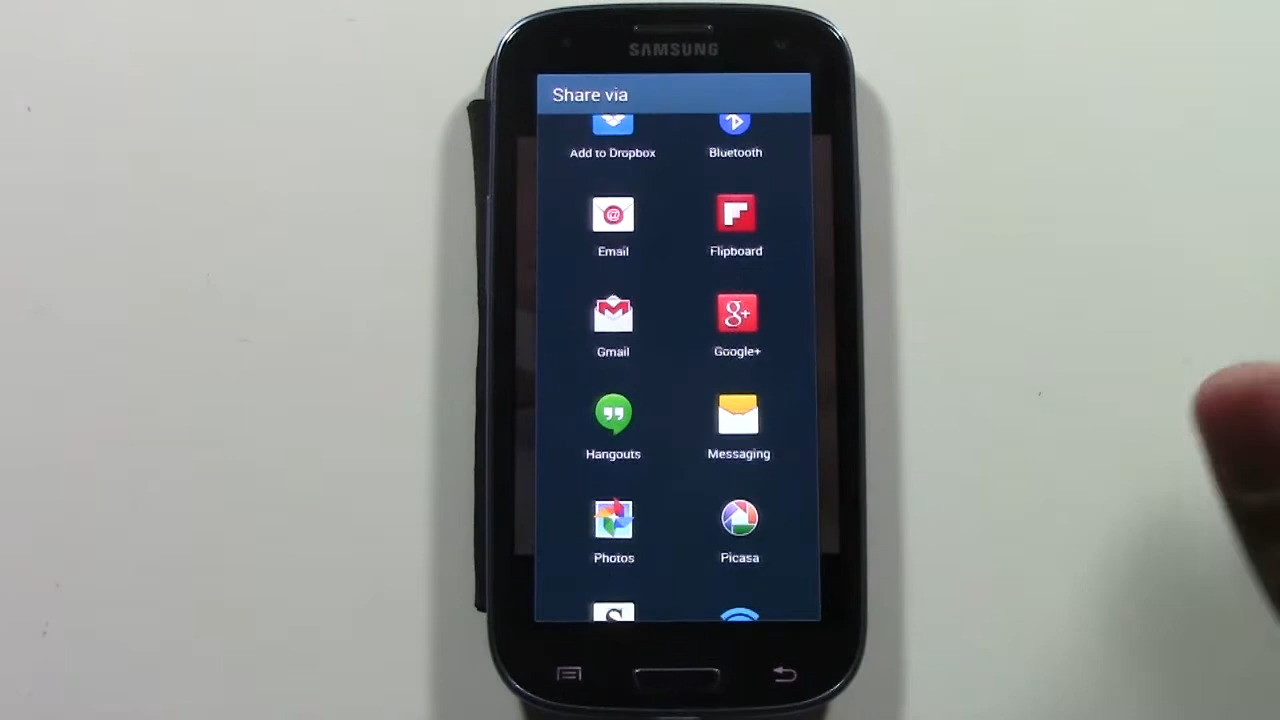 SAMSUNG
Share via
Add to Dropbox
Bluetooth
Email
Flipboard
Gmail
Google+
Hangouts
Messaging
Photos
Picasa